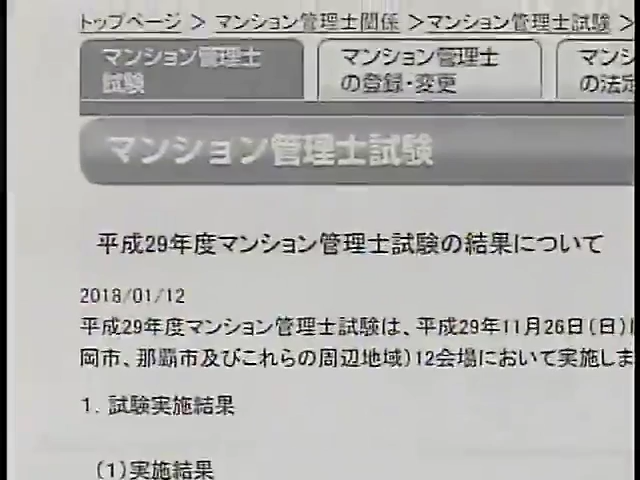 トップページ > マンション管理士関係 >マンション管理士試験 >
マンション管理士
試験
マンション管理士
の登録・変更
マンシ
の法定
マンション管理士試験
平成29年度マンション管理士試験の結果について
2018/01/12
平成29年度マンション管理士試験は、平成29年11月26日(日)
岡市、那覇市及びこれらの周辺地域)12会場において実施しま
1. 試験実施結果
(1)実施結果